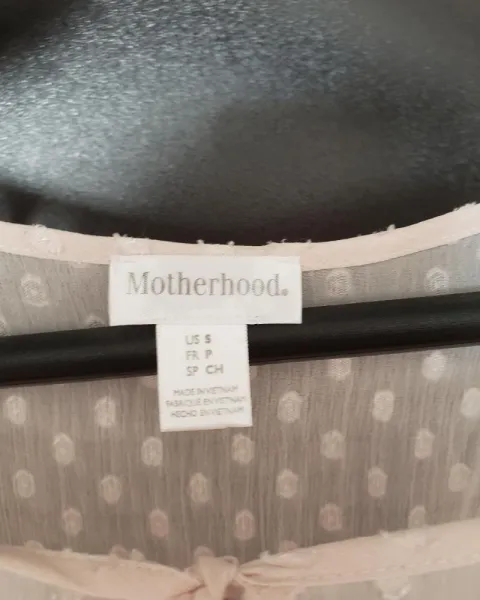 Motherhood®
US S
FR P
SP CH
MADE IN VIETNAM
FABRIQUÉ EN VIETNAM
HECHO EN VIETNAM